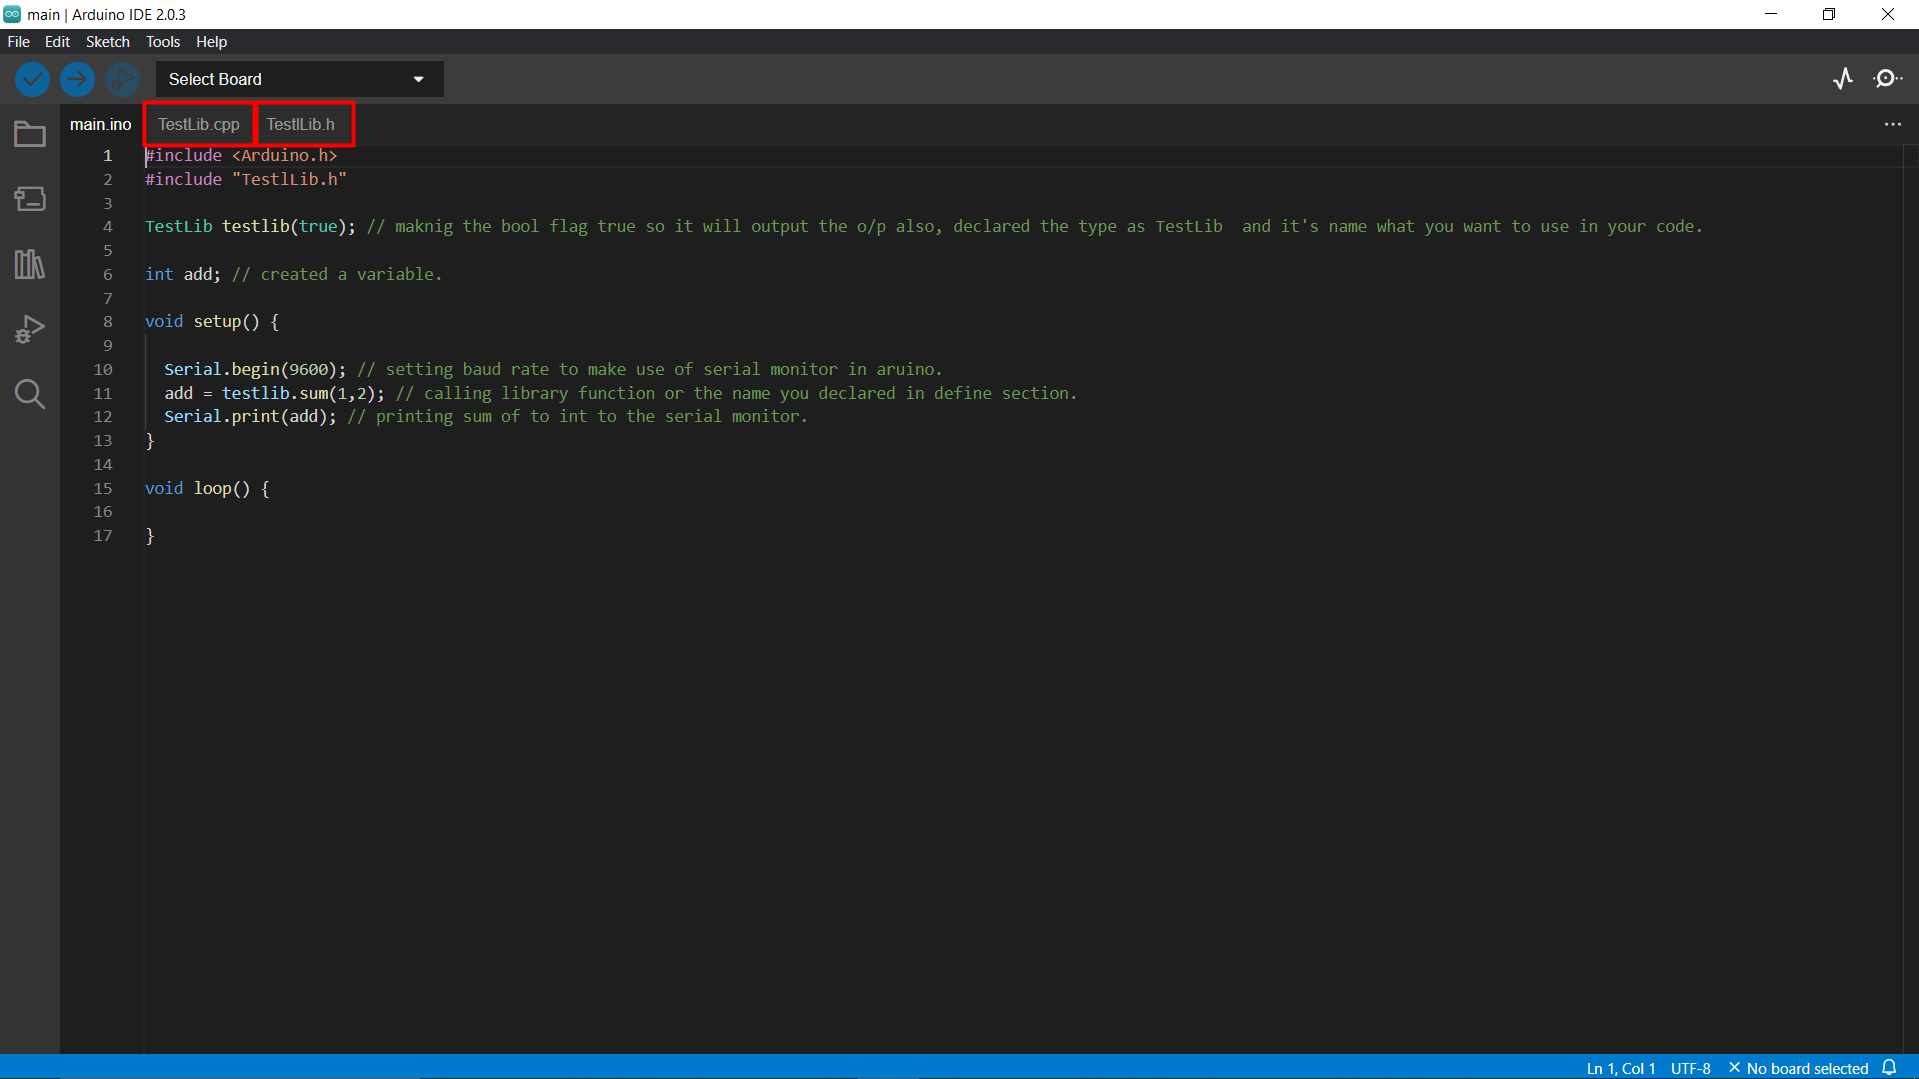 main | Arduino IDE 2.0.3
File Edit Sketch Tools Help
Select Board
main.ino TestLib.cpp TestlLib.h
1 #include <Arduino.h>
2 #include "TestlLib.h"
3
4 TestLib testlib(true); // maknig the bool flag true so it will output the o/p also, declared the type as TestLib  and it's name what you want to use in your code.
5
6 int add; // created a variable.
7
8 void setup() {
9
10 Serial.begin(9600); // setting baud rate to make use of serial monitor in aruino.
11 add = testlib.sum(1,2); // calling library function or the name you declared in define section.
12 Serial.print(add); // printing sum of to int to the serial monitor.
13 }
14
15 void loop() {
16
17 }
Ln 1, Col 1 UTF-8 No board selected